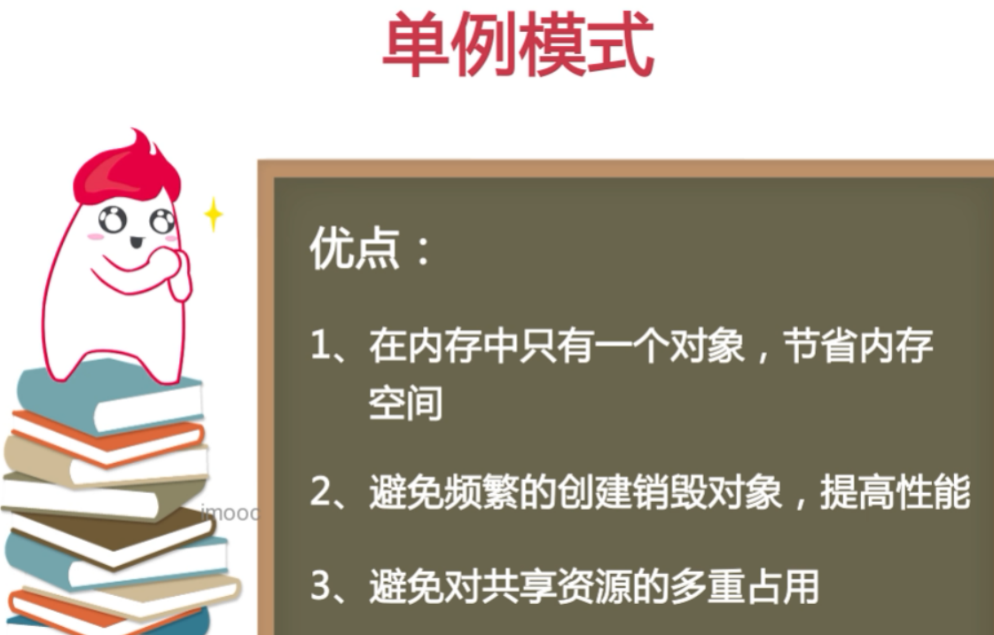 单例模式
优点：
1、在内存中只有一个对象，节省内存
空间
2、避免频繁的创建销毁对象，提高性能
imooc
3、避免对共享资源的多重占用